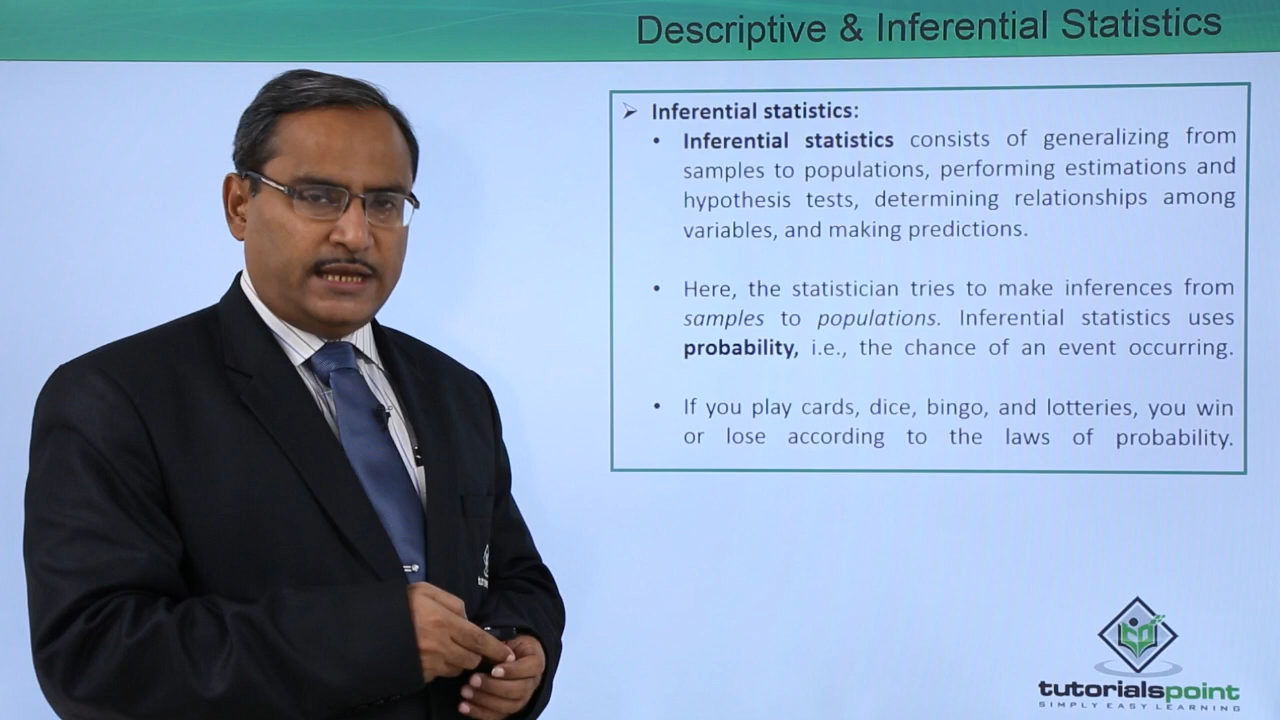 Descriptive & Inferential Statistics
➢ Inferential statistics:
• Inferential statistics consists of generalizing from
samples to populations, performing estimations and
hypothesis tests, determining relationships among
variables, and making predictions.
• Here, the statistician tries to make inferences from
samples to populations. Inferential statistics uses
probability, i.e., the chance of an event occurring.
• If you play cards, dice, bingo, and lotteries, you win
or lose according to the laws of probability.
tutorialspoint
SIMPLY EASY LEARNING